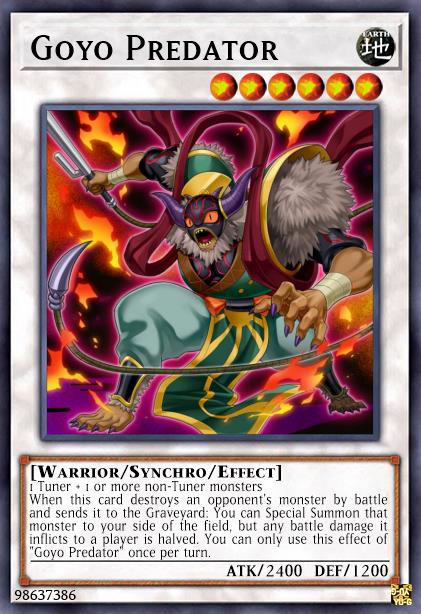 GOYO PREDATOR
EARTH
地
[WARRIOR/SYNCHRO/EFFECT]
1 Tuner + 1 or more non-Tuner monsters
When this card destroys an opponent's monster by battle
and sends it to the Graveyard: You can Special Summon that
monster to your side of the field, but any battle damage it
inflicts to a player is halved. You can only use this effect of
"Goyo Predator" once per turn.
ATK/2400 DEF/1200
98637386